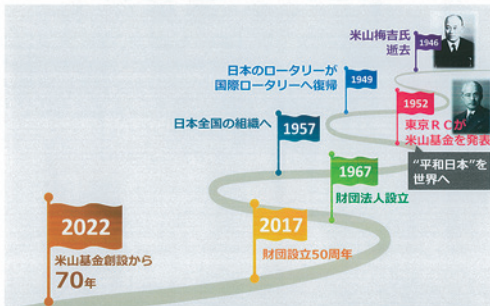 1946
米山梅吉氏
逝去
1949
日本のロータリーが
国際ロータリーへ復帰
1952
東京RCが
米山基金を発表
“平和日本”を
世界へ
1957
日本全国の組織へ
1967
財団法人設立
2017
財団設立50周年
2022
米山基金創設から
70年